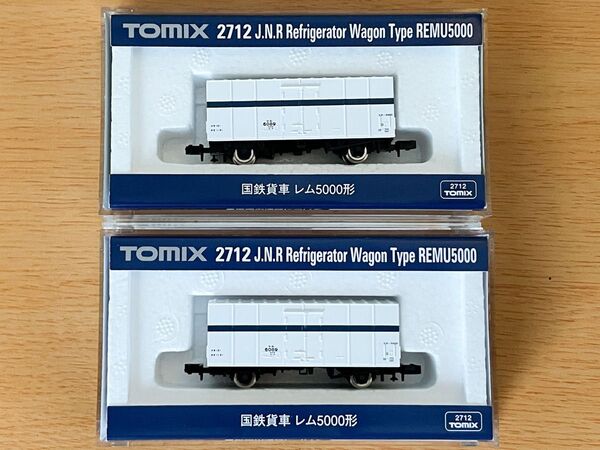 TOMIX 2712 J.N.R Refrigerator Wagon Type REMU5000
6089
国鉄貨車 レム5000形
2712
TOMIX
TOMIX 2712 J.N.R Refrigerator Wagon Type REMU5000
6089
国鉄貨車 レム5000形
2712
TOMIX